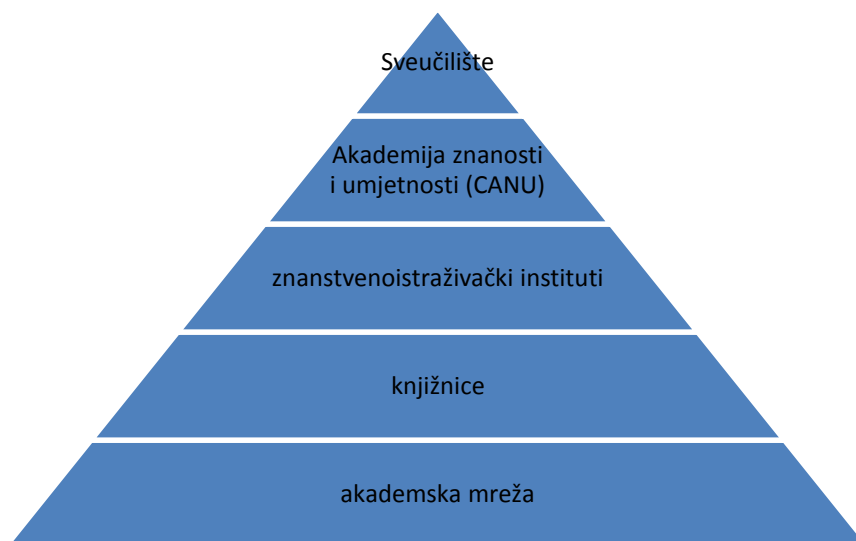 Sveučilište
Akademija znanosti
i umjetnosti (CANU)
znanstvenoistraživački instituti
knjižnice
akademska mreža